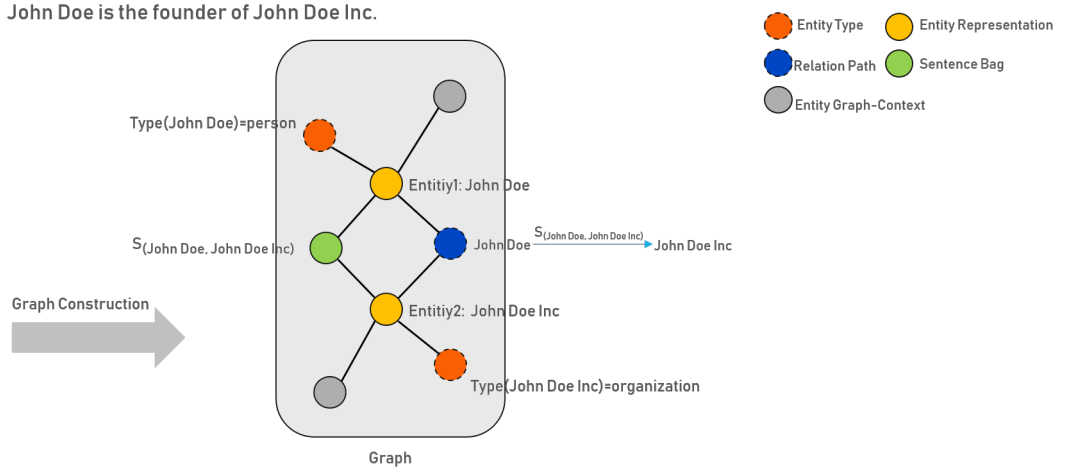 John Doe is the founder of John Doe Inc.
Entity Type
Entity Representation
Relation Path
Sentence Bag
Entity Graph-Context
Type(John Doe)=person
Entitiy1: John Doe
S(John Doe, John Doe Inc)
John Doe
S(John Doe, John Doe Inc)
John Doe Inc
Graph Construction
Entitiy2: John Doe Inc
Type(John Doe Inc)=organization
Graph